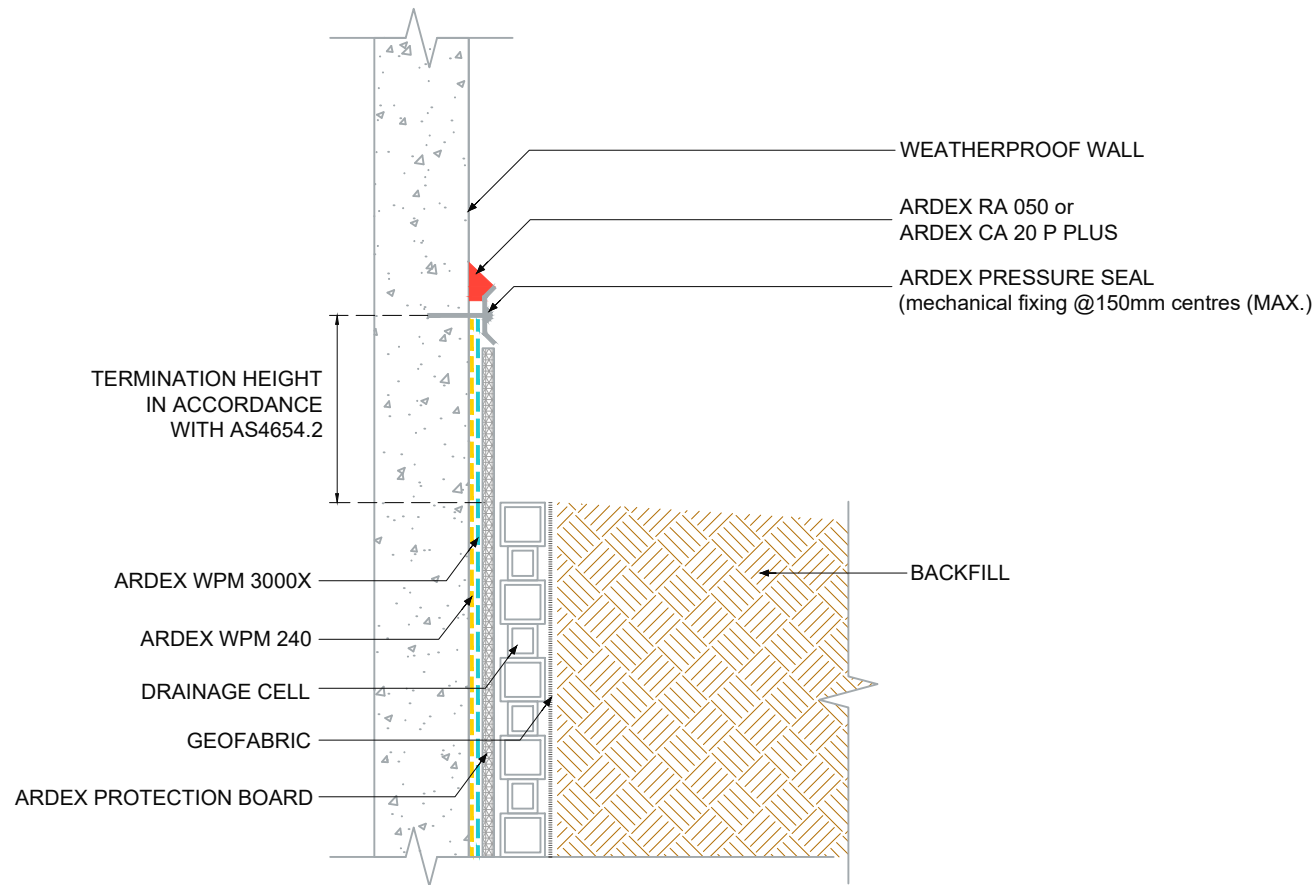 WEATHERPROOF WALL
ARDEX RA 050 or
ARDEX CA 20 P PLUS
ARDEX PRESSURE SEAL
(mechanical fixing @150mm centres (MAX.)
TERMINATION HEIGHT
IN ACCORDANCE
WITH AS4654.2
ARDEX WPM 3000X
ARDEX WPM 240
DRAINAGE CELL
GEOFABRIC
ARDEX PROTECTION BOARD
BACKFILL